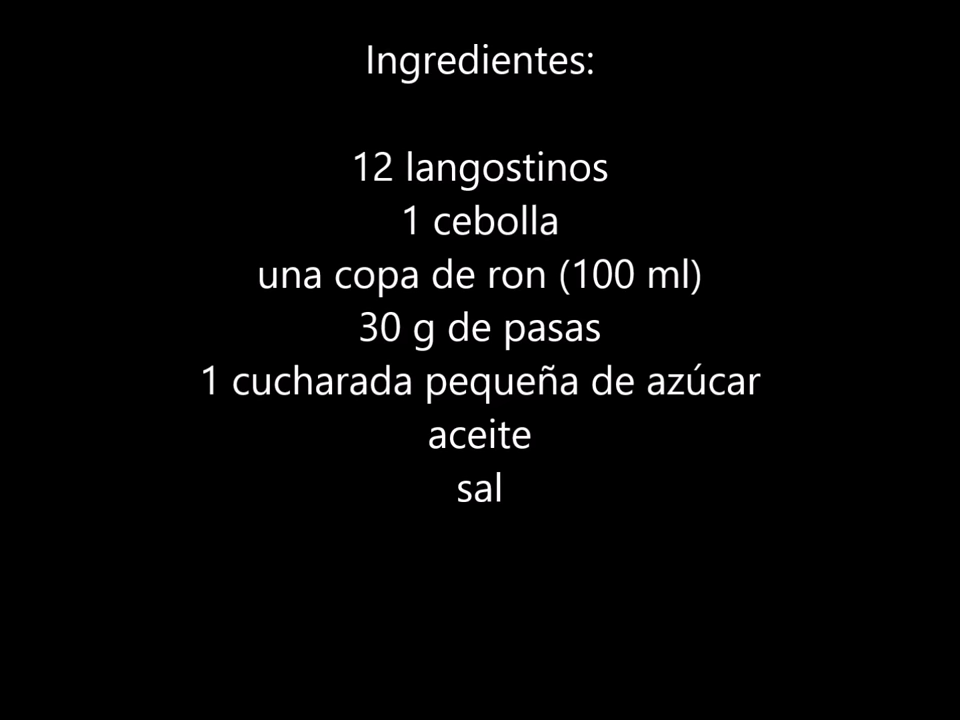 Ingredientes:
12 langostinos
1 cebolla
una copa de ron (100 ml)
30 g de pasas
1 cucharada pequeña de azúcar
aceite
sal